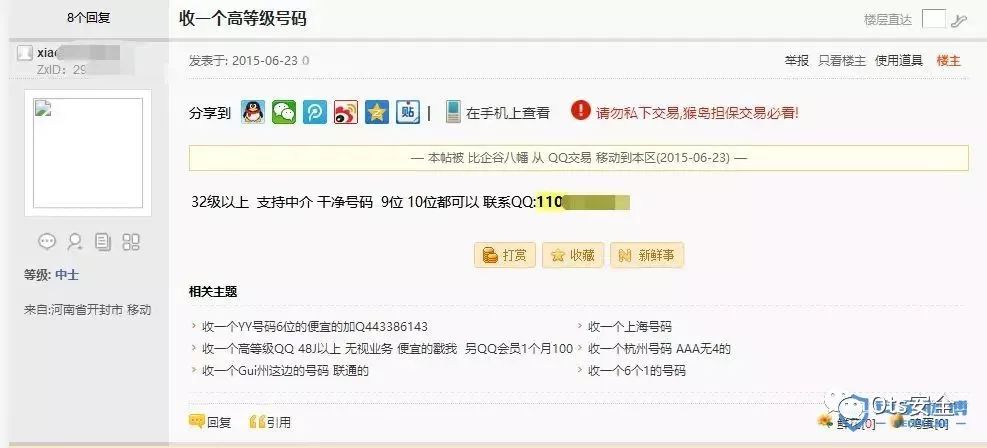 8个回复
收一个高等级号码
楼层直达
xiao
ZxID: 29
发表于: 2015-06-23 0
举报 只看楼主 使用道具 楼主
分享到
贴
在手机上查看
请勿私下交易,猴岛担保交易必看!
— 本帖被 比企谷八幡 从 QQ交易 移动到本区(2015-06-23) —
32级以上 支持中介 干净号码 9位 10位都可以 联系QQ:110
打赏 收藏 新鲜事
等级: 中士
来自:河南省开封市 移动
相关主题
收一个YY号码6位的便宜的加Q443386143
收一个上海号码
收一个高等级QQ 48J以上 无视业务 便宜的戳我 另QQ会员1个月100
收一个杭州号码 AAA无4的
收一个Gui州这边的号码 联通的
收一个6个1的号码
回复 引用
鲜花[0] 鸡蛋[0]
Ots安全